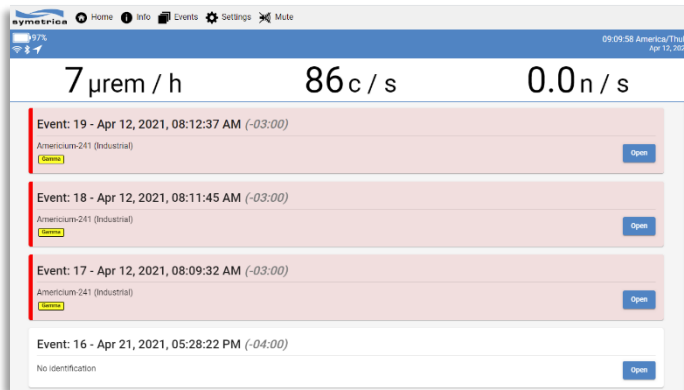 symetrica Home Info Events Settings Mute
97%
09:09:58 America/Thul
Apr 12, 202
7 μrem / h 86 c / s 0.0 n / s
Event: 19 - Apr 12, 2021, 08:12:37 AM (-03:00)
Americium-241 (Industrial)
Gamma
Open
Event: 18 - Apr 12, 2021, 08:11:45 AM (-03:00)
Americium-241 (Industrial)
Gamma
Open
Event: 17 - Apr 12, 2021, 08:09:32 AM (-03:00)
Americium-241 (Industrial)
Gamma
Open
Event: 16 - Apr 21, 2021, 05:28:22 PM (-04:00)
No identification
Open